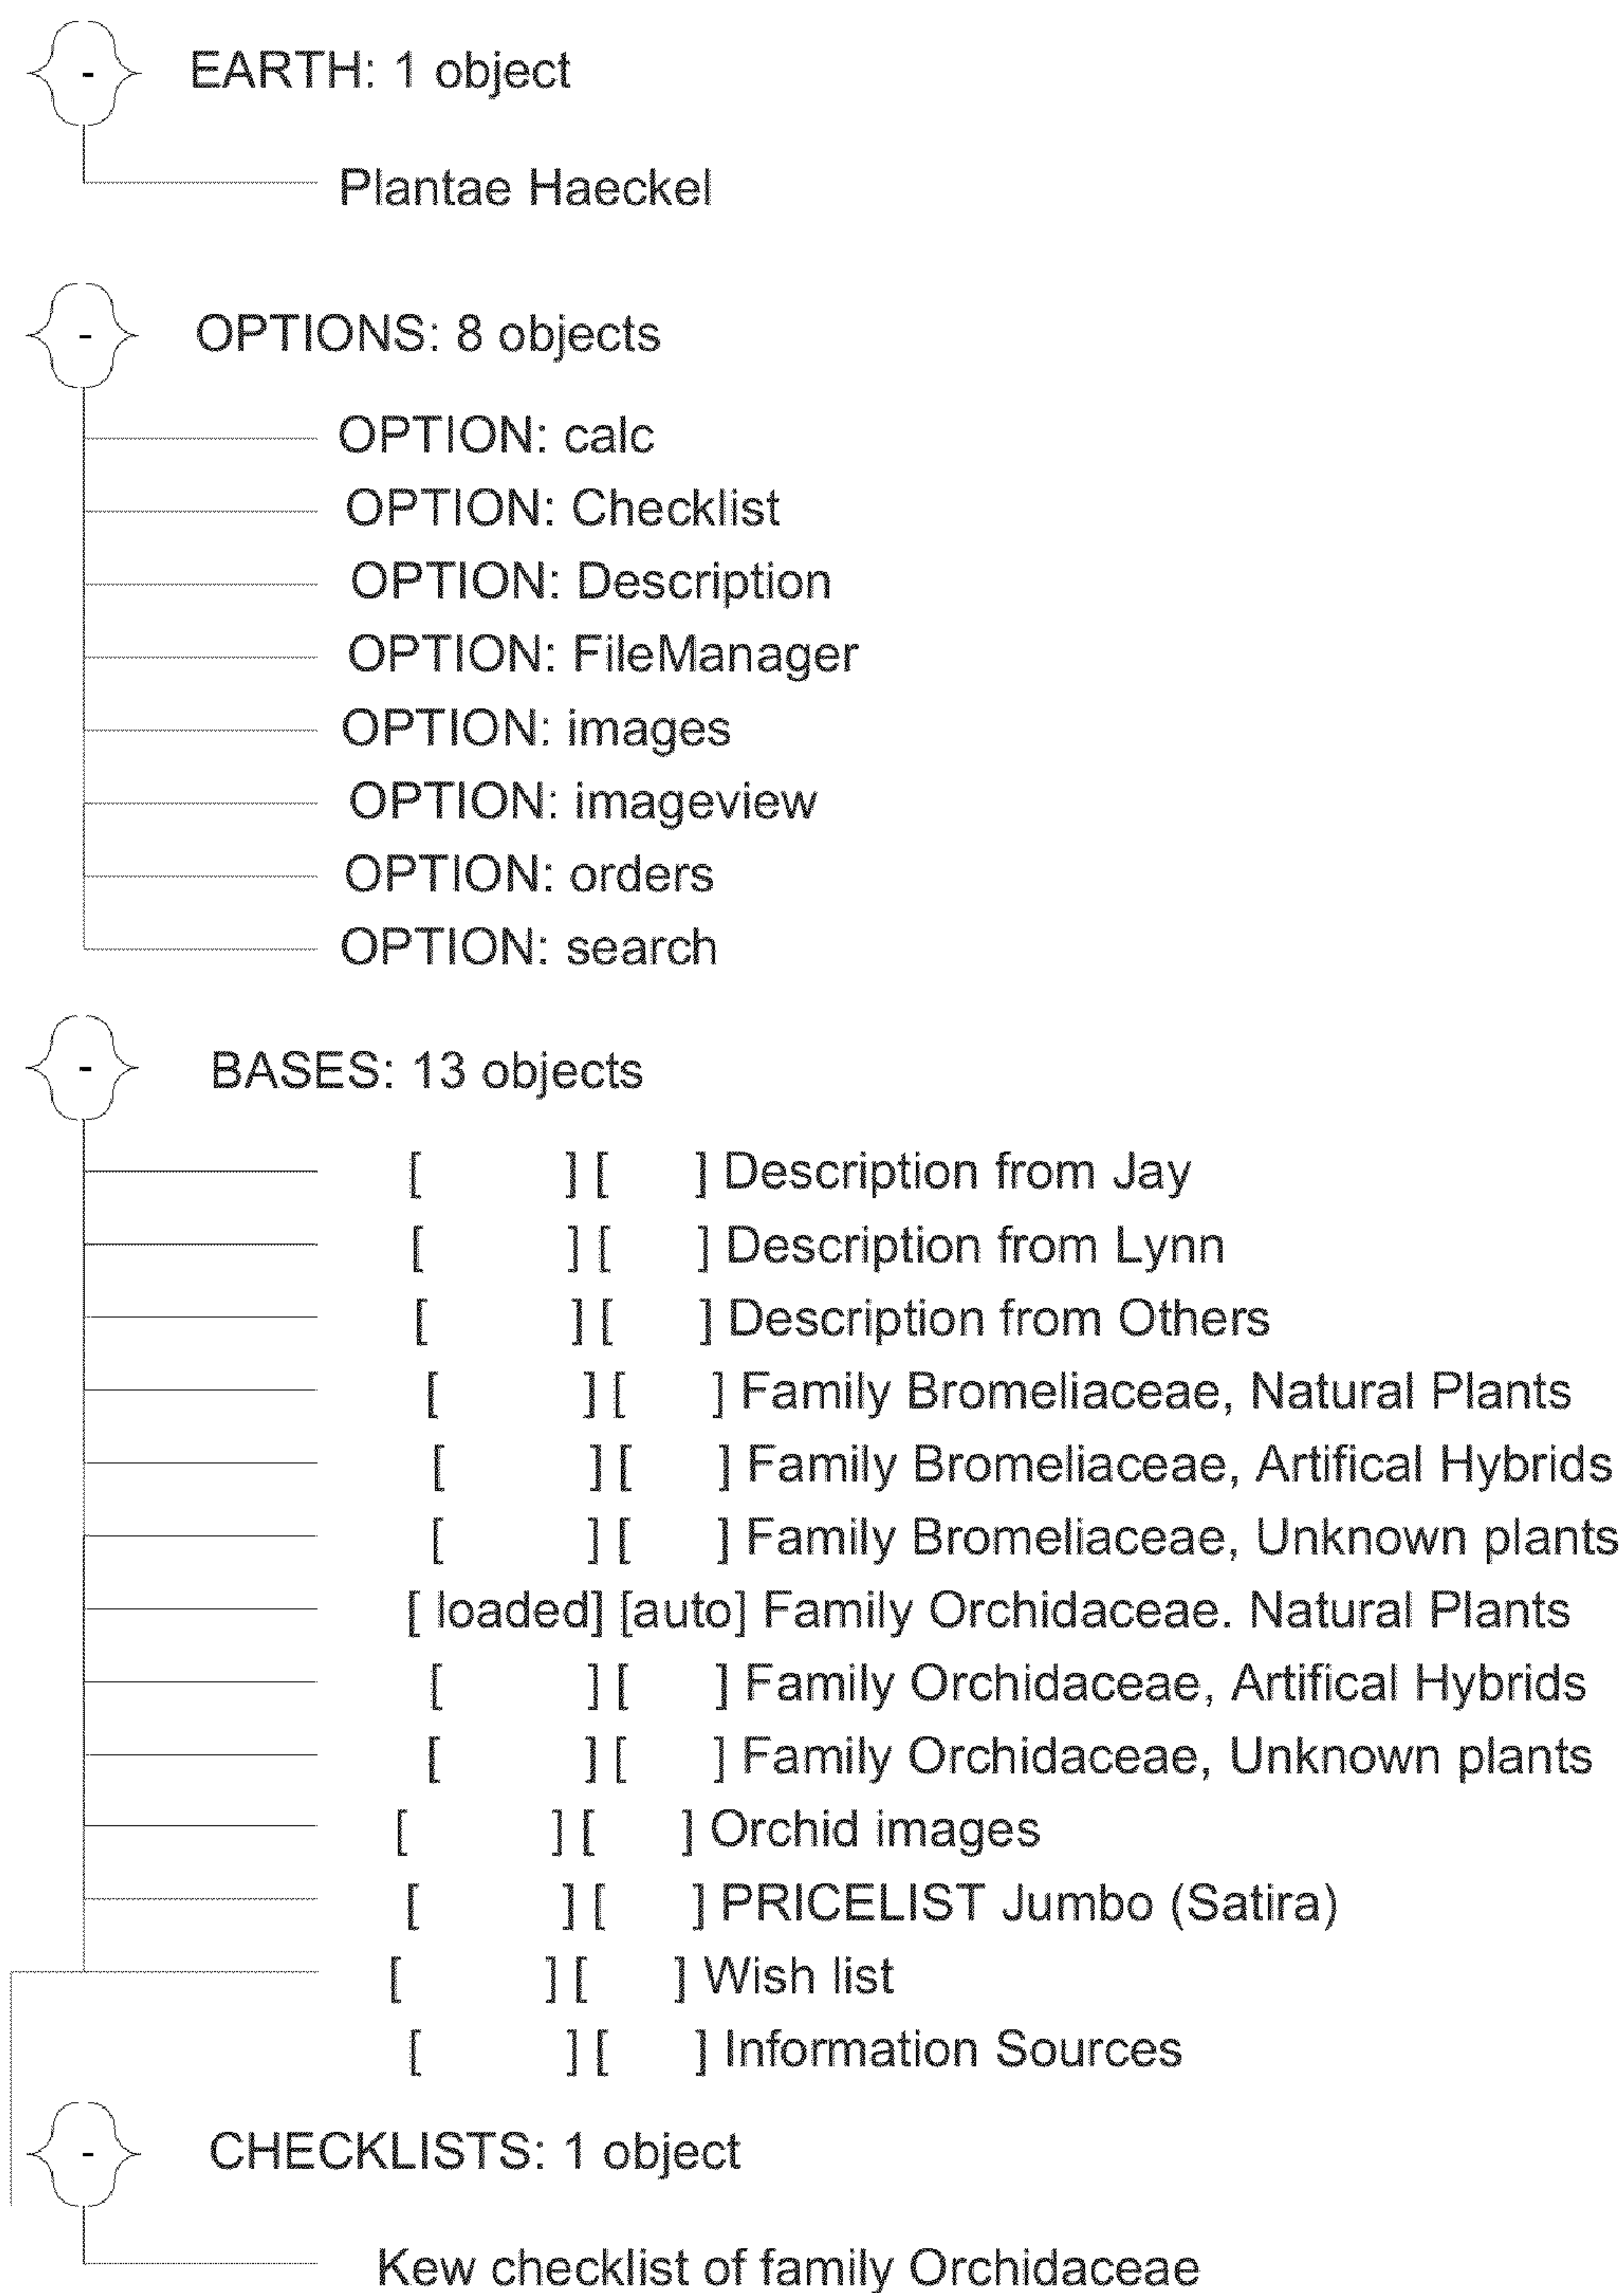 - EARTH: 1 object
Plantae Haeckel
- OPTIONS: 8 objects
OPTION: calc
OPTION: Checklist
OPTION: Description
OPTION: FileManager
OPTION: images
OPTION: imageview
OPTION: orders
OPTION: search
- BASES: 13 objects
[ ] [ ] Description from Jay
[ ] [ ] Description from Lynn
[ ] [ ] Description from Others
[ ] [ ] Family Bromeliaceae, Natural Plants
[ ] [ ] Family Bromeliaceae, Artifical Hybrids
[ ] [ ] Family Bromeliaceae, Unknown plants
[ loaded] [auto] Family Orchidaceae. Natural Plants
[ ] [ ] Family Orchidaceae, Artifical Hybrids
[ ] [ ] Family Orchidaceae, Unknown plants
[ ] [ ] Orchid images
[ ] [ ] PRICELIST Jumbo (Satira)
[ ] [ ] Wish list
[ ] [ ] Information Sources
- CHECKLISTS: 1 object
Kew checklist of family Orchidaceae